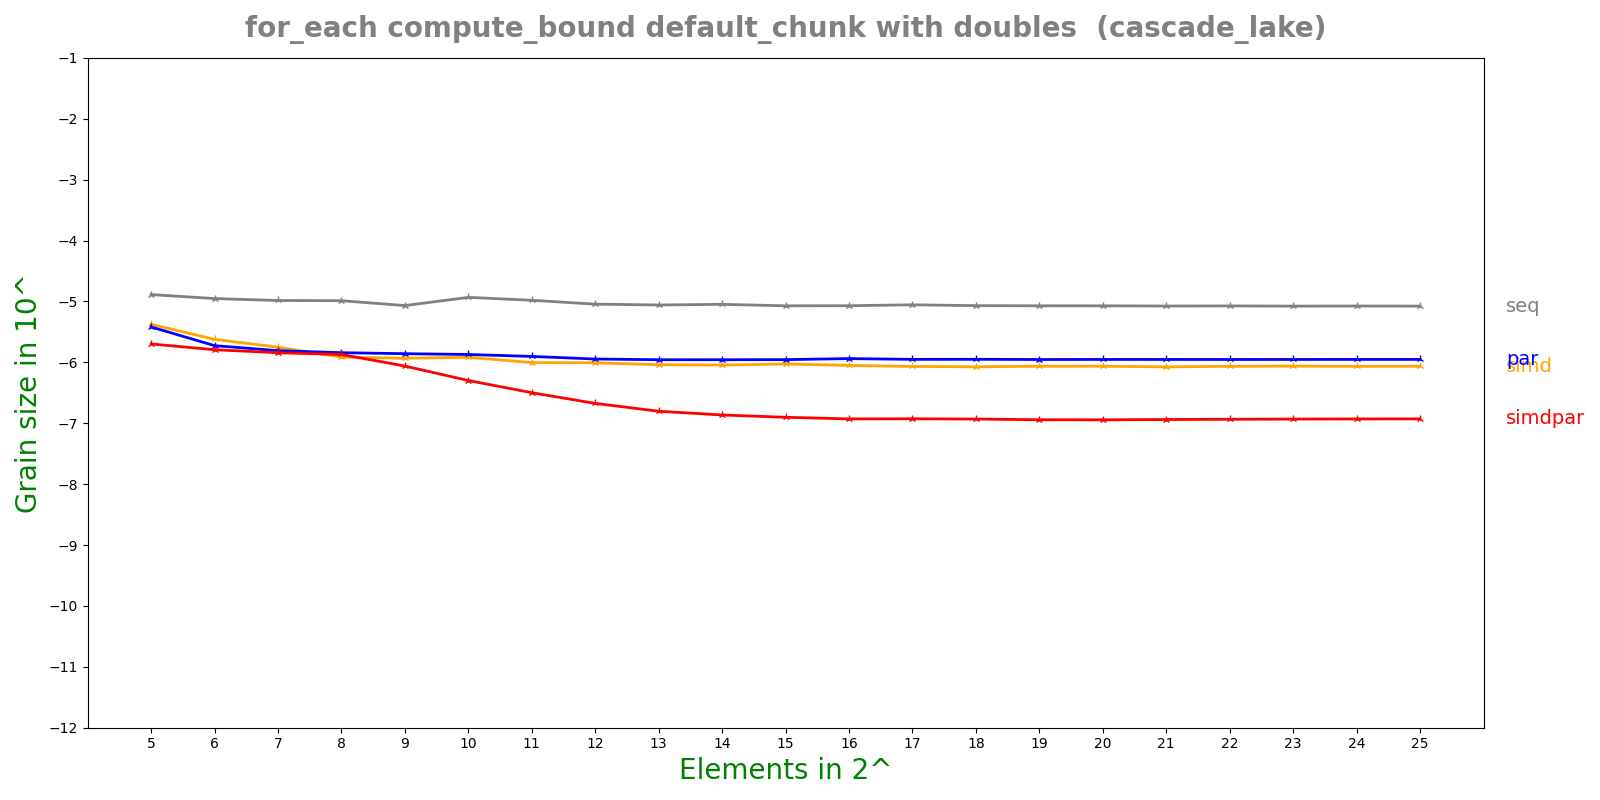 for_each compute_bound default_chunk with doubles (cascade_lake)
Grain size in 10^
−1
−2
−3
−4
−5
−6
−7
−8
−9
−10
−11
−12
seq
par
simd
simdpar
5 6 7 8 9 10 11 12 13 14 15 16 17 18 19 20 21 22 23 24 25
Elements in 2^